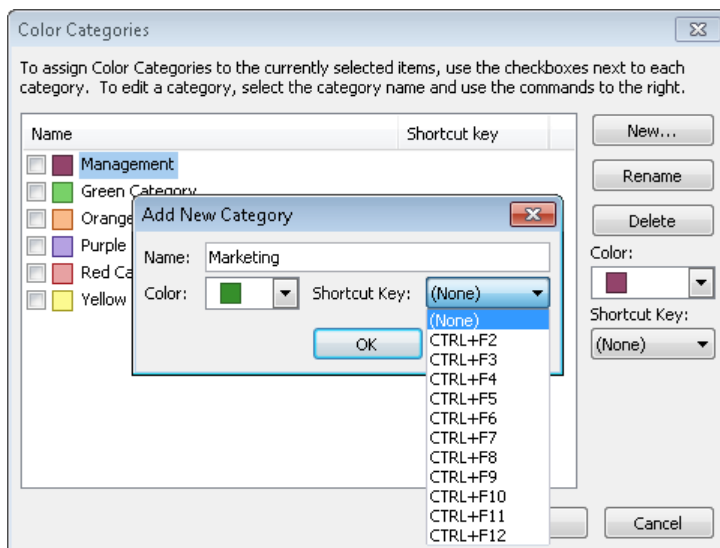 Color Categories
To assign Color Categories to the currently selected items, use the checkboxes next to each
category. To edit a category, select the category name and use the commands to the right.
Name Shortcut key
New...
Management
Rename
Green Category
Orange
Delete
Purple
Red Ca
Yellow
Color:
Shortcut Key:
(None)
Add New Category
Name: Marketing
Color: Shortcut Key: (None)
(None)
CTRL+F2
CTRL+F3
CTRL+F4
CTRL+F5
CTRL+F6
CTRL+F7
CTRL+F8
CTRL+F9
CTRL+F10
CTRL+F11
CTRL+F12
OK
Cancel